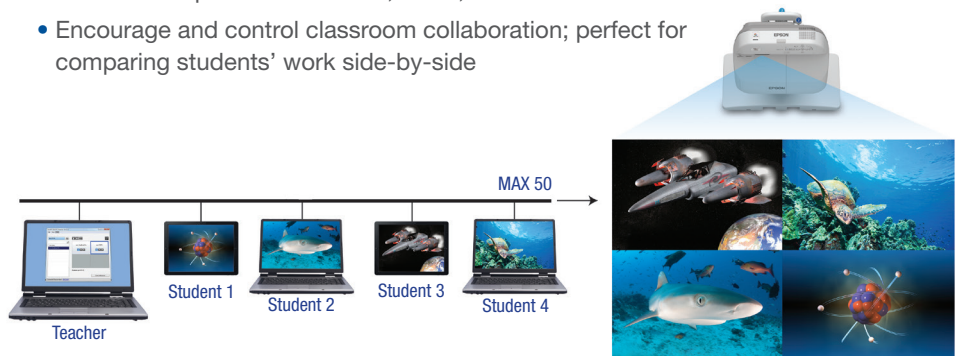 • Encourage and control classroom collaboration; perfect for
comparing students’ work side-by-side
EPSON
MAX 50
Student 1
Student 2
Student 3
Student 4
Teacher